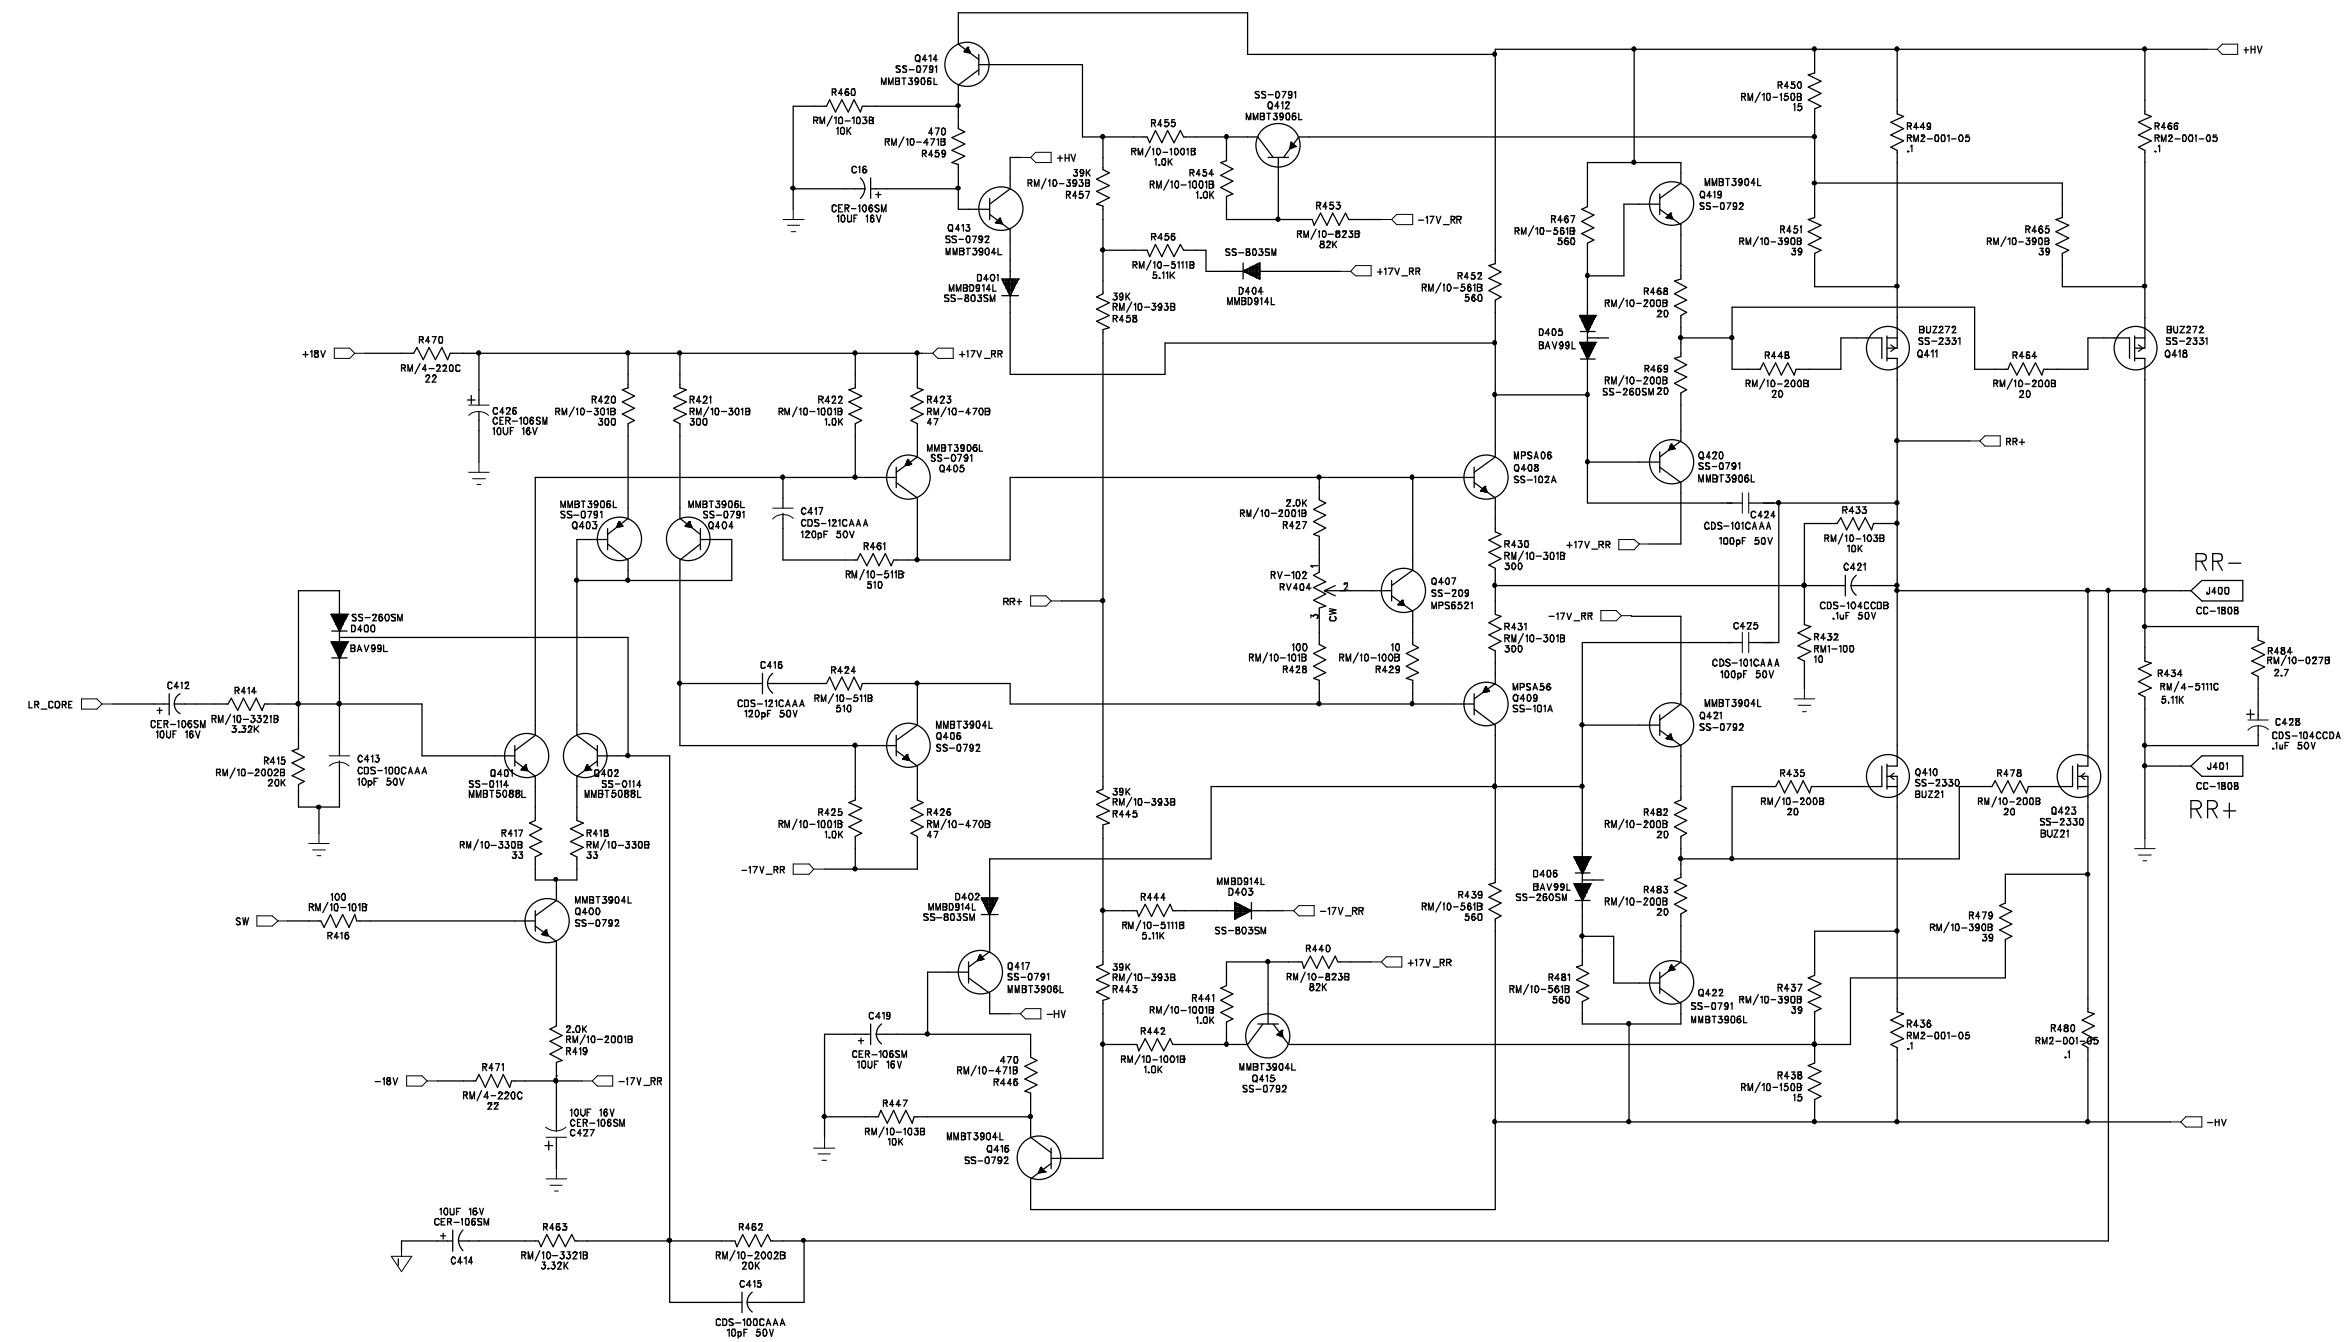 Q414
SS-0791
MMBT3906L
R460
RM/10-103B
10K
470
RM/10-471B
R459
C16
CER-106SM
10UF 16V
+HV
Q413
SS-0792
MMBT3904L
D401
MMBD914L
SS-803SM
39K
RM/10-393B
R457
R455
RM/10-1001B
1.0K
SS-0791
Q412
MMBT3906L
R454
RM/10-1001B
1.0K
R453
RM/10-823B
82K
-17V_RR
R456
RM/10-5111B
5.11K
SS-803SM
D404
MMBD914L
+17V_RR
39K
RM/10-393B
R458
R452
RM/10-561B
560
+HV
R450
RM/10-150B
15
R449
RM2-001-05
.1
R466
RM2-001-05
.1
MMBT3904L
Q419
SS-0792
R467
RM/10-561B
560
R451
RM/10-390B
39
R465
RM/10-390B
39
R468
RM/10-200B
20
D405
BAV99L
R469
RM/10-200B
SS-260SM 20
R448
RM/10-200B
20
BUZ272
SS-2331
Q411
R464
RM/10-200B
20
BUZ272
SS-2331
Q418
RR+
+18V
R470
RM/4-220C
22
+17V_RR
C426
CER-106SM
10UF 16V
R420
RM/10-301B
300
R421
RM/10-301B
300
R422
RM/10-1001B
1.0K
R423
RM/10-470B
47
MMBT3906L
SS-0791
Q405
MMBT3906L
SS-0791
Q403
MMBT3906L
SS-0791
Q404
C417
CDS-121CAAA
120pF 50V
R461
RM/10-511B
510
2.0K
RM/10-2001B
R427
RV-102
RV404
1
2
3
CW
Q407
SS-209
MPS6521
100
RM/10-101B
R428
10
RM/10-100B
R429
MPSA06
Q408
SS-102A
R430
RM/10-301B
300
R431
RM/10-301B
300
MPSA56
Q409
SS-101A
Q420
SS-0791
MMBT3906L
C424
CDS-101CAAA
100pF 50V
+17V_RR
R433
RM/10-103B
10K
C421
CDS-104CCDB
.1uF 50V
-17V_RR
C425
CDS-101CAAA
100pF 50V
R432
RM1-100
10
RR-
J400
CC-180B
R484
RM/10-027B
2.7
R434
RM/4-5111C
5.11K
C428
CDS-104CCDA
.1uF 50V
J401
CC-180B
RR+
RR+
SS-260SM
D400
BAV99L
LR_CORE
C412
CER-106SM
10UF 16V
R414
RM/10-3321B
3.32K
R415
RM/10-2002B
20K
C413
CDS-100CAAA
10pF 50V
Q401
SS-0114
MMBT5088L
Q402
SS-0114
MMBT5088L
C416
CDS-121CAAA
120pF 50V
R424
RM/10-511B
510
MMBT3904L
Q406
SS-0792
R425
RM/10-1001B
1.0K
R426
RM/10-470B
47
-17V_RR
R417
RM/10-330B
33
R418
RM/10-330B
33
MMBT3904L
Q400
SS-0792
SW
100
RM/10-101B
R416
39K
RM/10-393B
R445
MMBT3904L
Q421
SS-0792
R435
RM/10-200B
20
Q410
SS-2330
BUZ21
R478
RM/10-200B
20
Q423
SS-2330
BUZ21
R482
RM/10-200B
20
D406
BAV99L
SS-260SM
R483
RM/10-200B
20
D402
MMBD914L
SS-803SM
R444
RM/10-5111B
5.11K
MMBD914L
D403
SS-803SM
-17V_RR
R439
RM/10-561B
560
Q417
SS-0791
MMBT3906L
-HV
39K
RM/10-393B
R443
R440
RM/10-823B
82K
+17V_RR
R441
RM/10-1001B
1.0K
R442
RM/10-1001B
1.0K
MMBT3904L
Q415
SS-0792
R481
RM/10-561B
560
Q422
SS-0791
MMBT3906L
R479
RM/10-390B
39
R437
RM/10-390B
39
R436
RM2-001-05
.1
R480
RM2-001-05
.1
R438
RM/10-150B
15
-HV
C419
CER-106SM
10UF 16V
470
RM/10-471B
R446
R447
RM/10-103B
10K
MMBT3904L
Q416
SS-0792
2.0K
RM/10-2001B
R419
-18V
R471
RM/4-220C
22
-17V_RR
10UF 16V
CER-106SM
C427
10UF 16V
CER-106SM
C414
R463
RM/10-3321B
3.32K
R462
RM/10-2002B
20K
C415
CDS-100CAAA
10pF 50V